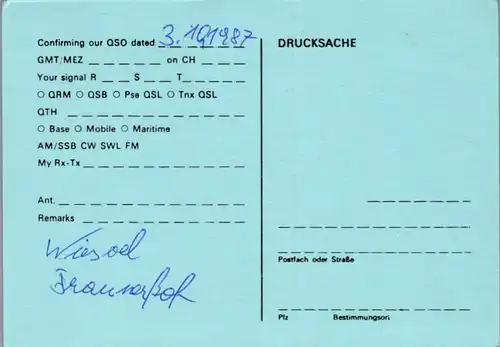 Confirming our QSO dated 3.10.1987
GMT/MEZ on CH
Your signal R S T
O QRM O QSB O Pse QSL O Tnx QSL
QTH
O Base O Mobile O Maritime
AM/SSB CW SWL FM
My Rx-Tx
Ant.
Remarks
DRUCKSACHE
Postfach oder Straße
Plz Bestimmungsort